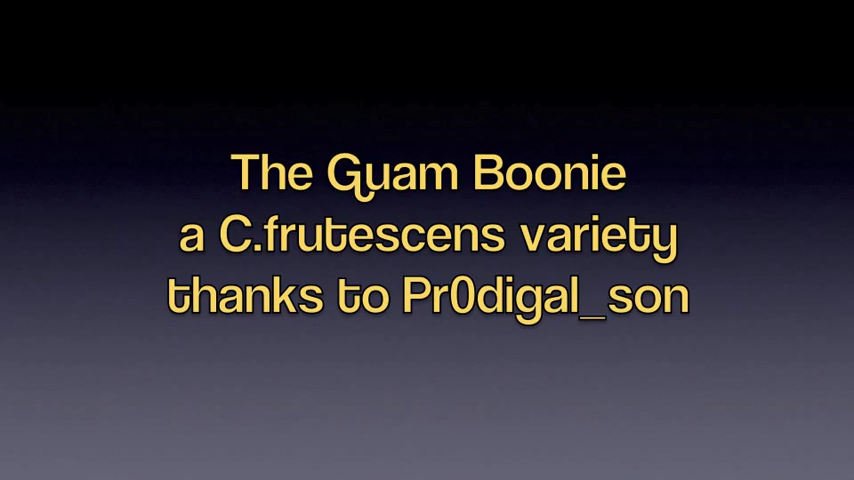 The Guam Boonie
a C.frutescens variety
thanks to Pr0digal_son